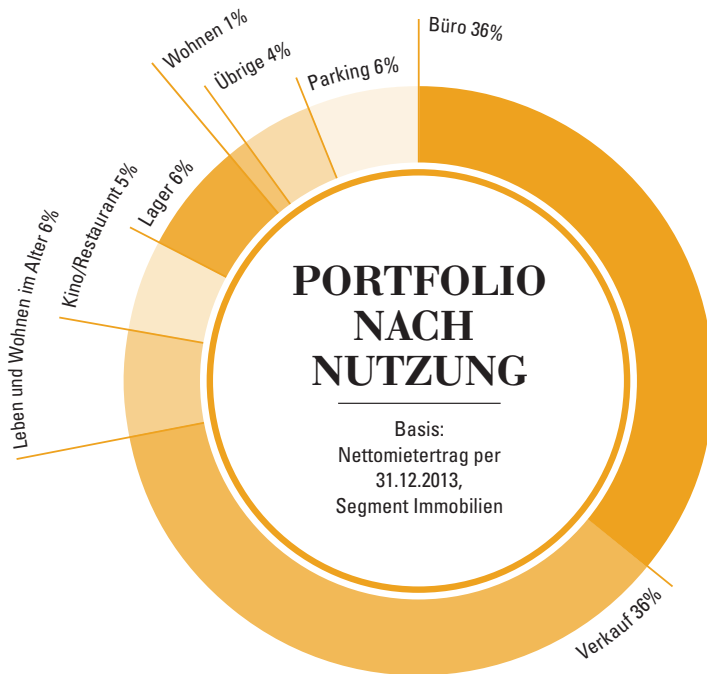 PORTFOLIO
NACH
NUTZUNG
Basis:
Nettomietertrag per
31.12.2013,
Segment Immobilien
Büro 36%
Verkauf 36%
Leben und Wohnen im Alter 6%
Kino/Restaurant 5%
Lager 6%
Wohnen 1%
Übrige 4%
Parking 6%